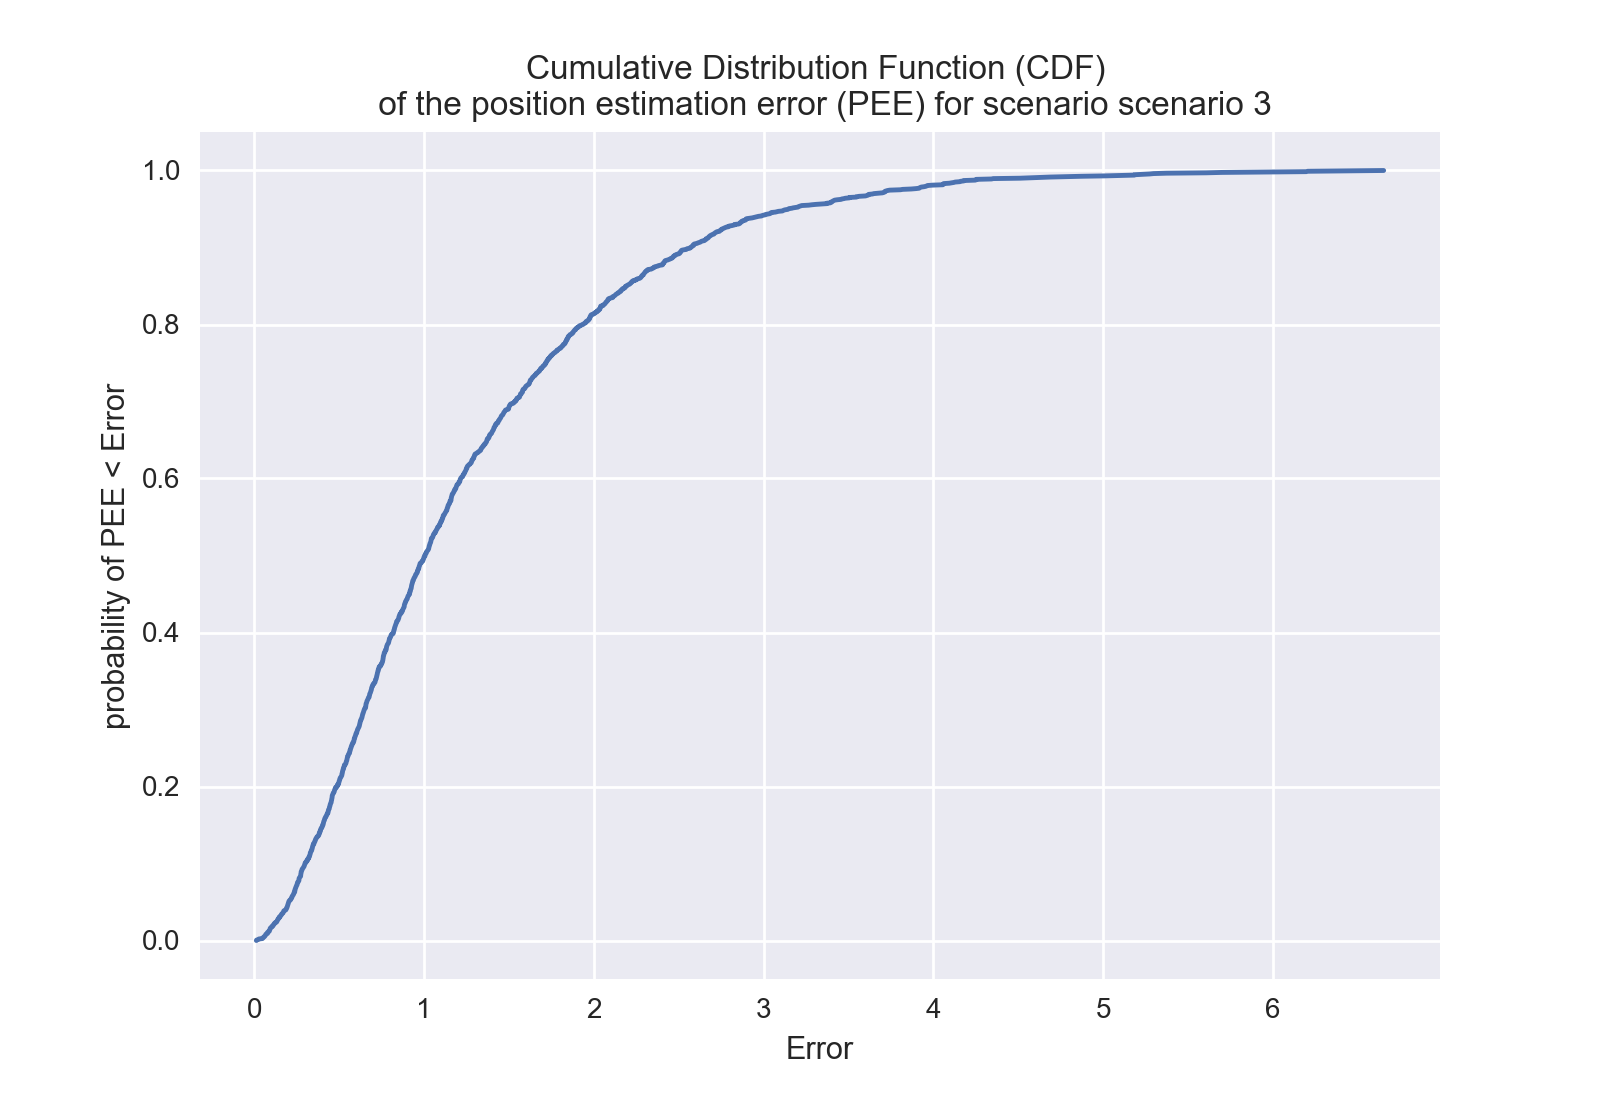 Cumulative Distribution Function (CDF)
of the position estimation error (PEE) for scenario scenario 3
probability of PEE < Error
1.0
0.8
0.6
0.4
0.2
0.0
0 1 2 3 4 5 6
Error